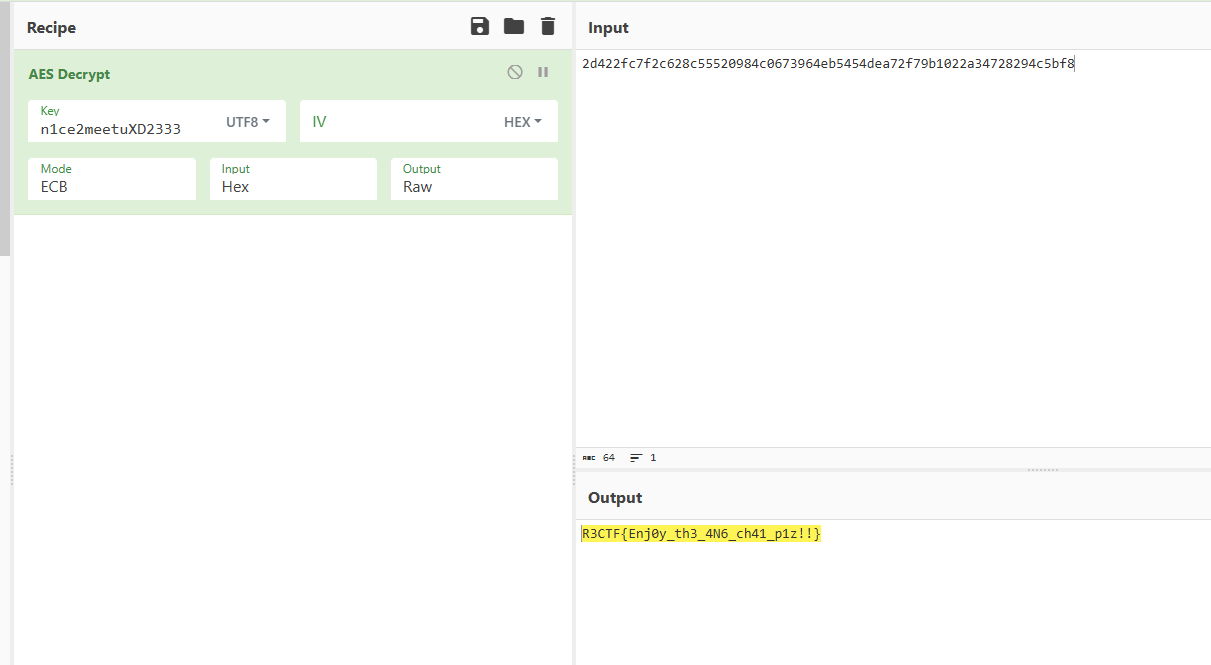 Recipe
AES Decrypt
Key
n1ce2meetuXD2333
UTF8
IV
HEX
Mode
ECB
Input
Hex
Output
Raw
Input
2d422fc7f2c628c55520984c0673964eb5454dea72f79b1022a34728294c5bf8
ABC 64
1
Output
R3CTF{Enj0y_th3_4N6_ch41_p1z!!}